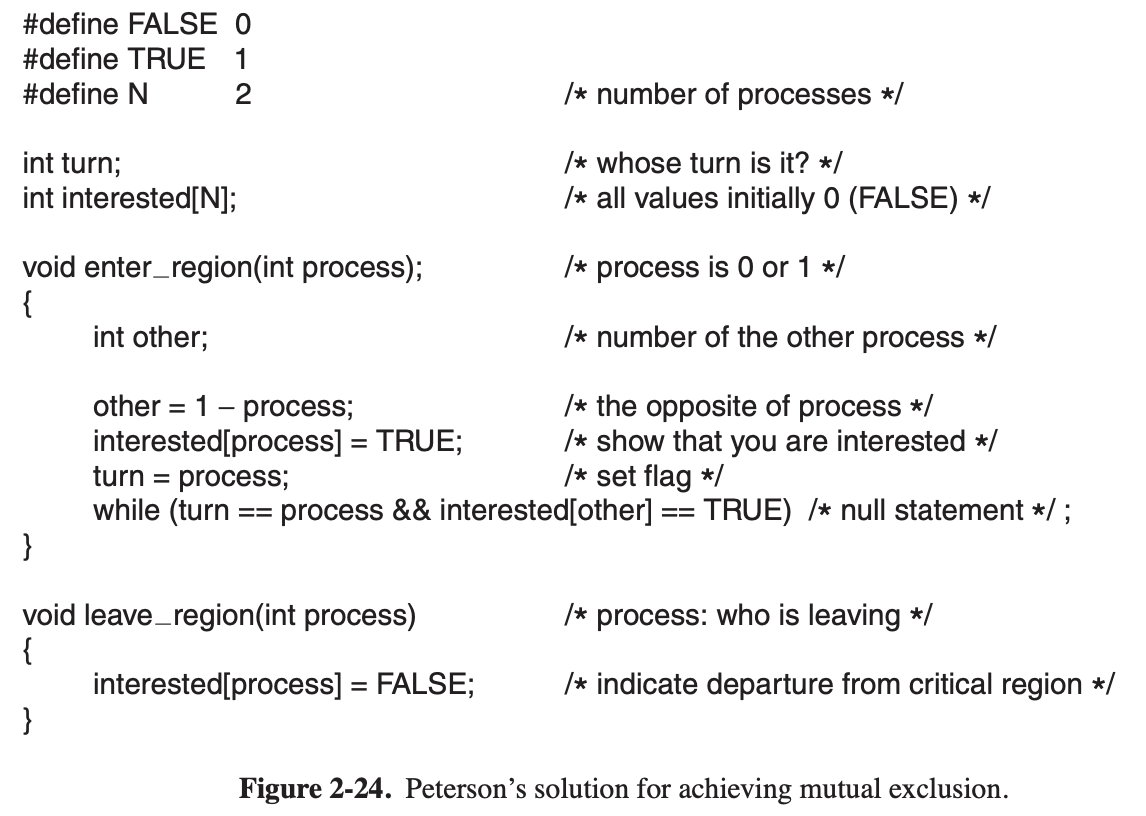 #define FALSE 0
#define TRUE 1
#define N 2 /* number of processes */
int turn; /* whose turn is it? */
int interested[N]; /* all values initially 0 (FALSE) */
void enter_region(int process); /* process is 0 or 1 */
{
int other; /* number of the other process */
other = 1 – process; /* the opposite of process */
interested[process] = TRUE; /* show that you are interested */
turn = process; /* set flag */
while (turn == process && interested[other] == TRUE) /* null statement */ ;
}
void leave_region(int process) /* process: who is leaving */
{
interested[process] = FALSE; /* indicate departure from critical region */
}
Figure 2-24. Peterson’s solution for achieving mutual exclusion.